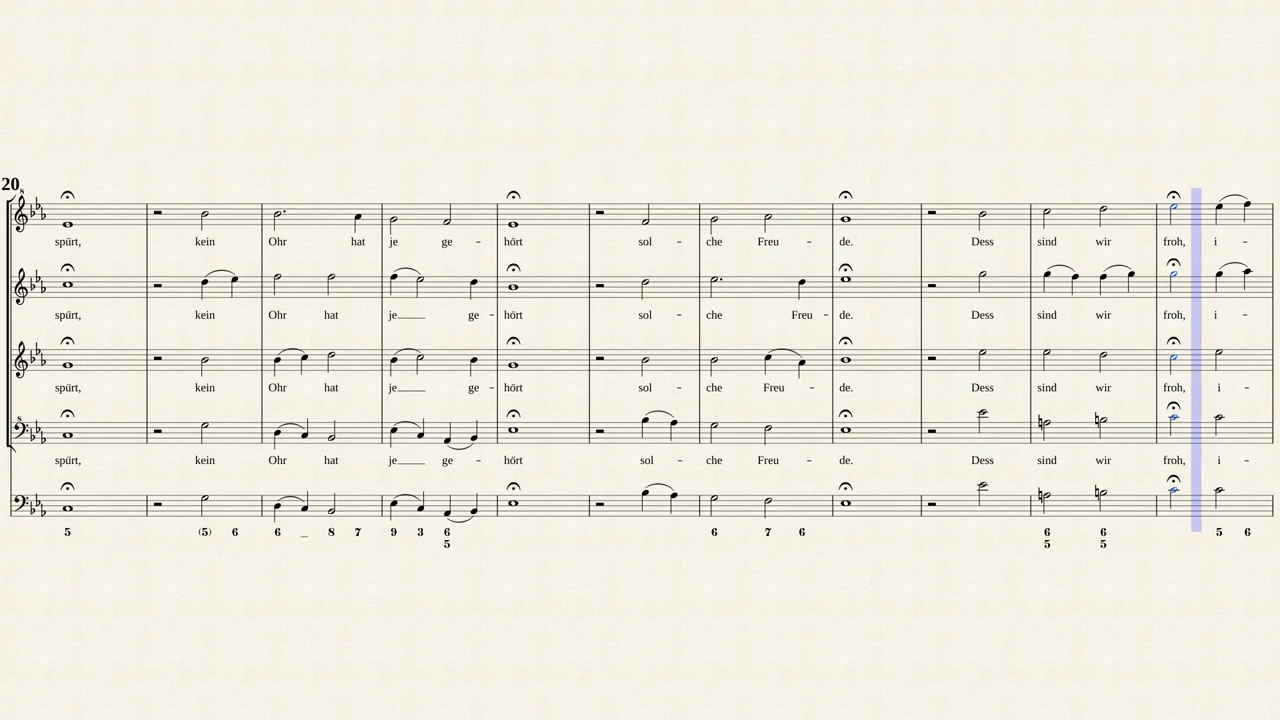 20
8
spürt, kein Ohr hat je ge - hört sol - che Freu - de. Dess sind wir froh, i -
spürt, kein Ohr hat je ge - hört sol - che Freu - de. Dess sind wir froh, i -
spürt, kein Ohr hat je ge - hört sol - che Freu - de. Dess sind wir froh, i -
8
spürt, kein Ohr hat je ge - hört sol - che Freu - de. Dess sind wir froh, i -
5 (5) 6 6 _ 8 7 9 3 6 6 7 6 6 6 5 6
5 5 5